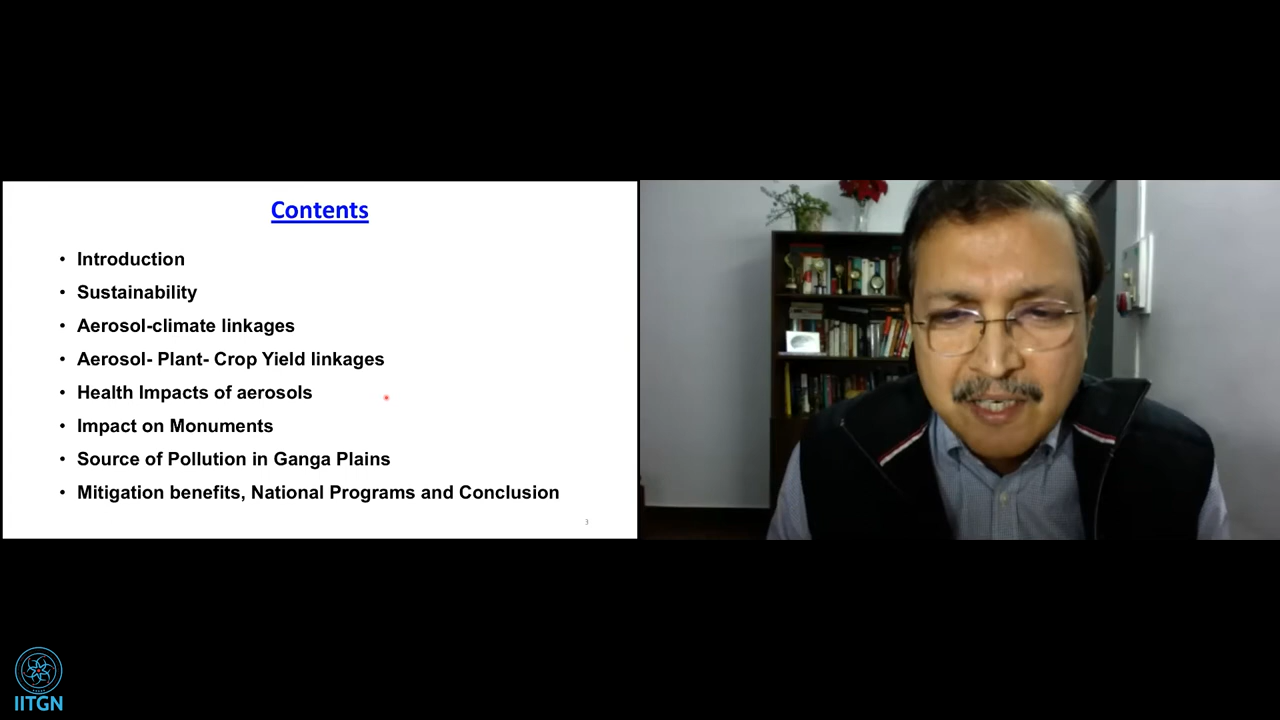 Contents
• Introduction
• Sustainability
• Aerosol-climate linkages
• Aerosol- Plant- Crop Yield linkages
• Health Impacts of aerosols
• Impact on Monuments
• Source of Pollution in Ganga Plains
• Mitigation benefits, National Programs and Conclusion
3
IITGN